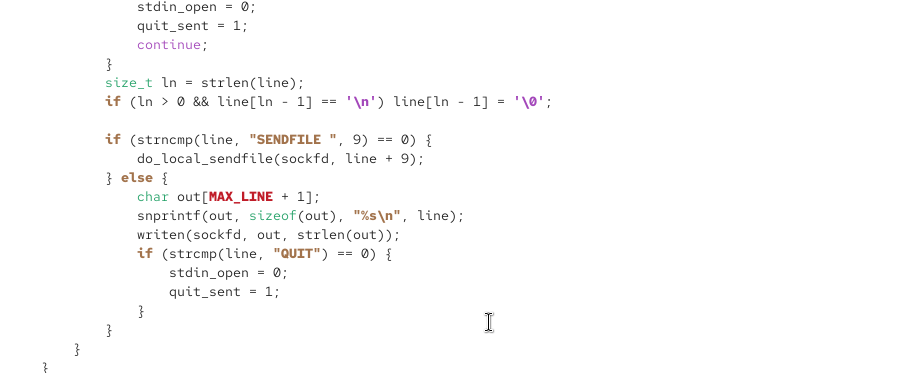 stdin_open = 0;
quit_sent = 1;
continue;
}
size_t ln = strlen(line);
if (ln > 0 && line[ln - 1] == '\n') line[ln - 1] = '\0';
if (strncmp(line, "SENDFILE ", 9) == 0) {
do_local_sendfile(sockfd, line + 9);
} else {
char out[MAX_LINE + 1];
snprintf(out, sizeof(out), "%s\n", line);
writen(sockfd, out, strlen(out));
if (strcmp(line, "QUIT") == 0) {
stdin_open = 0;
quit_sent = 1;
}
}
}
}